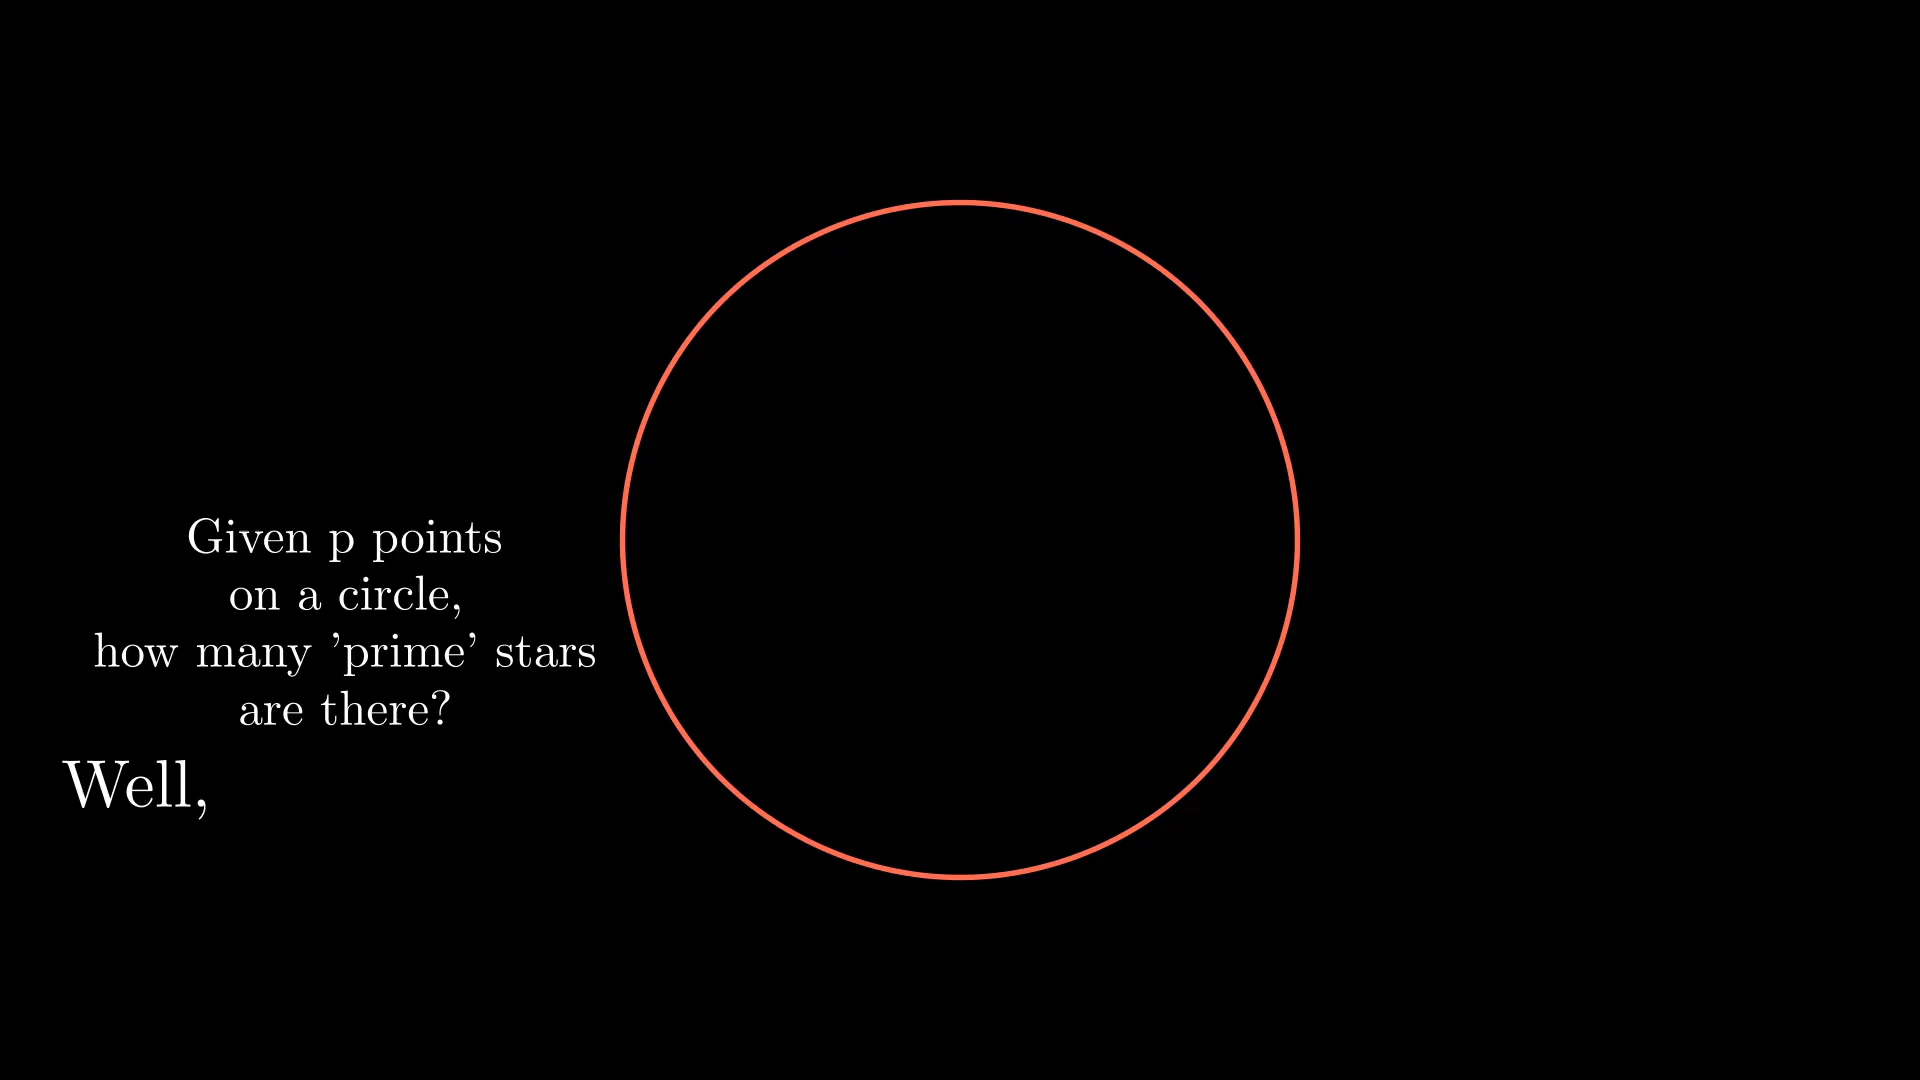 Given p points
on a circle,
how many ’prime’ stars
are there?
Well,